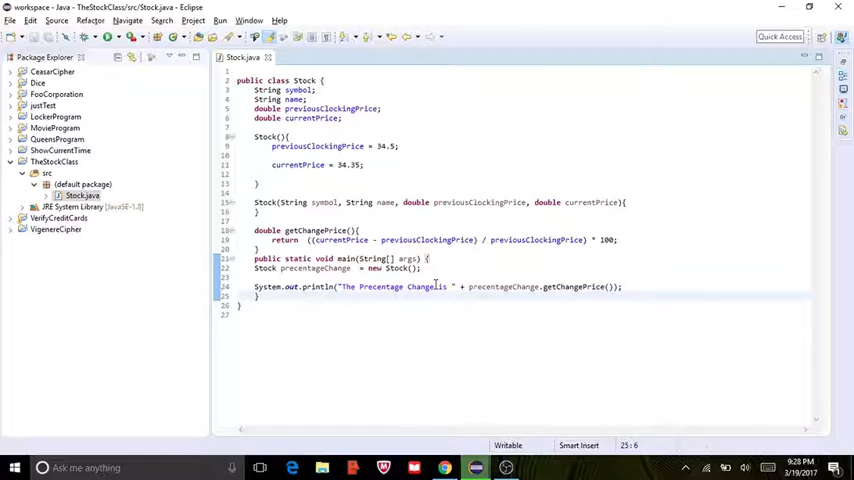 workspace - Java - TheStockClass/src/Stock.java - Eclipse
File Edit Source Refactor Navigate Search Project Run Window Help
Quick Access
Package Explorer
Stock.java
CeasarCipher
Dice
FooCorporation
justTest
LockerProgram
MovieProgram
QueensProgram
ShowCurrentTime
TheStockClass
src
(default package)
Stock.java
JRE System Library [JavaSE-1.8]
VerifyCreditCards
VigenereCipher
1
2 public class Stock {
3 String symbol;
4 String name;
5 double previousClockingPrice;
6 double currentPrice;
7
8 Stock(){
9 previousClockingPrice = 34.5;
10
11 currentPrice = 34.35;
12
13 }
14
15 Stock(String symbol, String name, double previousClockingPrice, double currentPrice){
16 }
17
18 double getChangePrice(){
19 return ((currentPrice - previousClockingPrice) / previousClockingPrice) * 100;
20 }
21 public static void main(String[] args) {
22 Stock precentageChange = new Stock();
23
24 System.out.println("The Precentage Change is " + precentageChange.getChangePrice());
25 }
26 }
27
Writable Smart Insert 25 : 6
Ask me anything
9:28 PM
3/19/2017